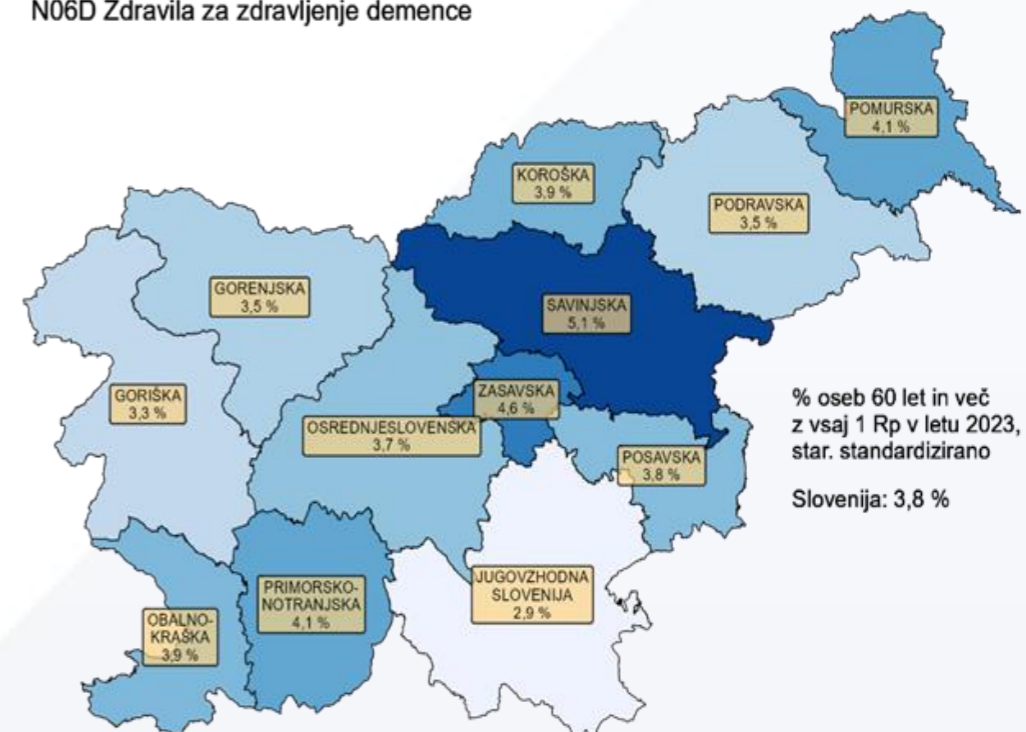 N06D Zdravila za zdravljenje demence
POMURSKA
4,1 %
KOROŠKA
3,9 %
PODRAVSKA
3,5 %
GORENJSKA
3,5 %
SAVINJSKA
5,1 %
GORIŠKA
3,3 %
ZASAVSKA
4,6 %
OSREDNJESLOVENSKA
3,7 %
POSAVSKA
3,8 %
% oseb 60 let in več
z vsaj 1 Rp v letu 2023,
star. standardizirano
Slovenija: 3,8 %
PRIMORSKO-
NOTRANJSKA
4,1 %
JUGOVZHODNA
SLOVENIJA
2,9 %
OBALNO-
KRAŠKA
3,9 %